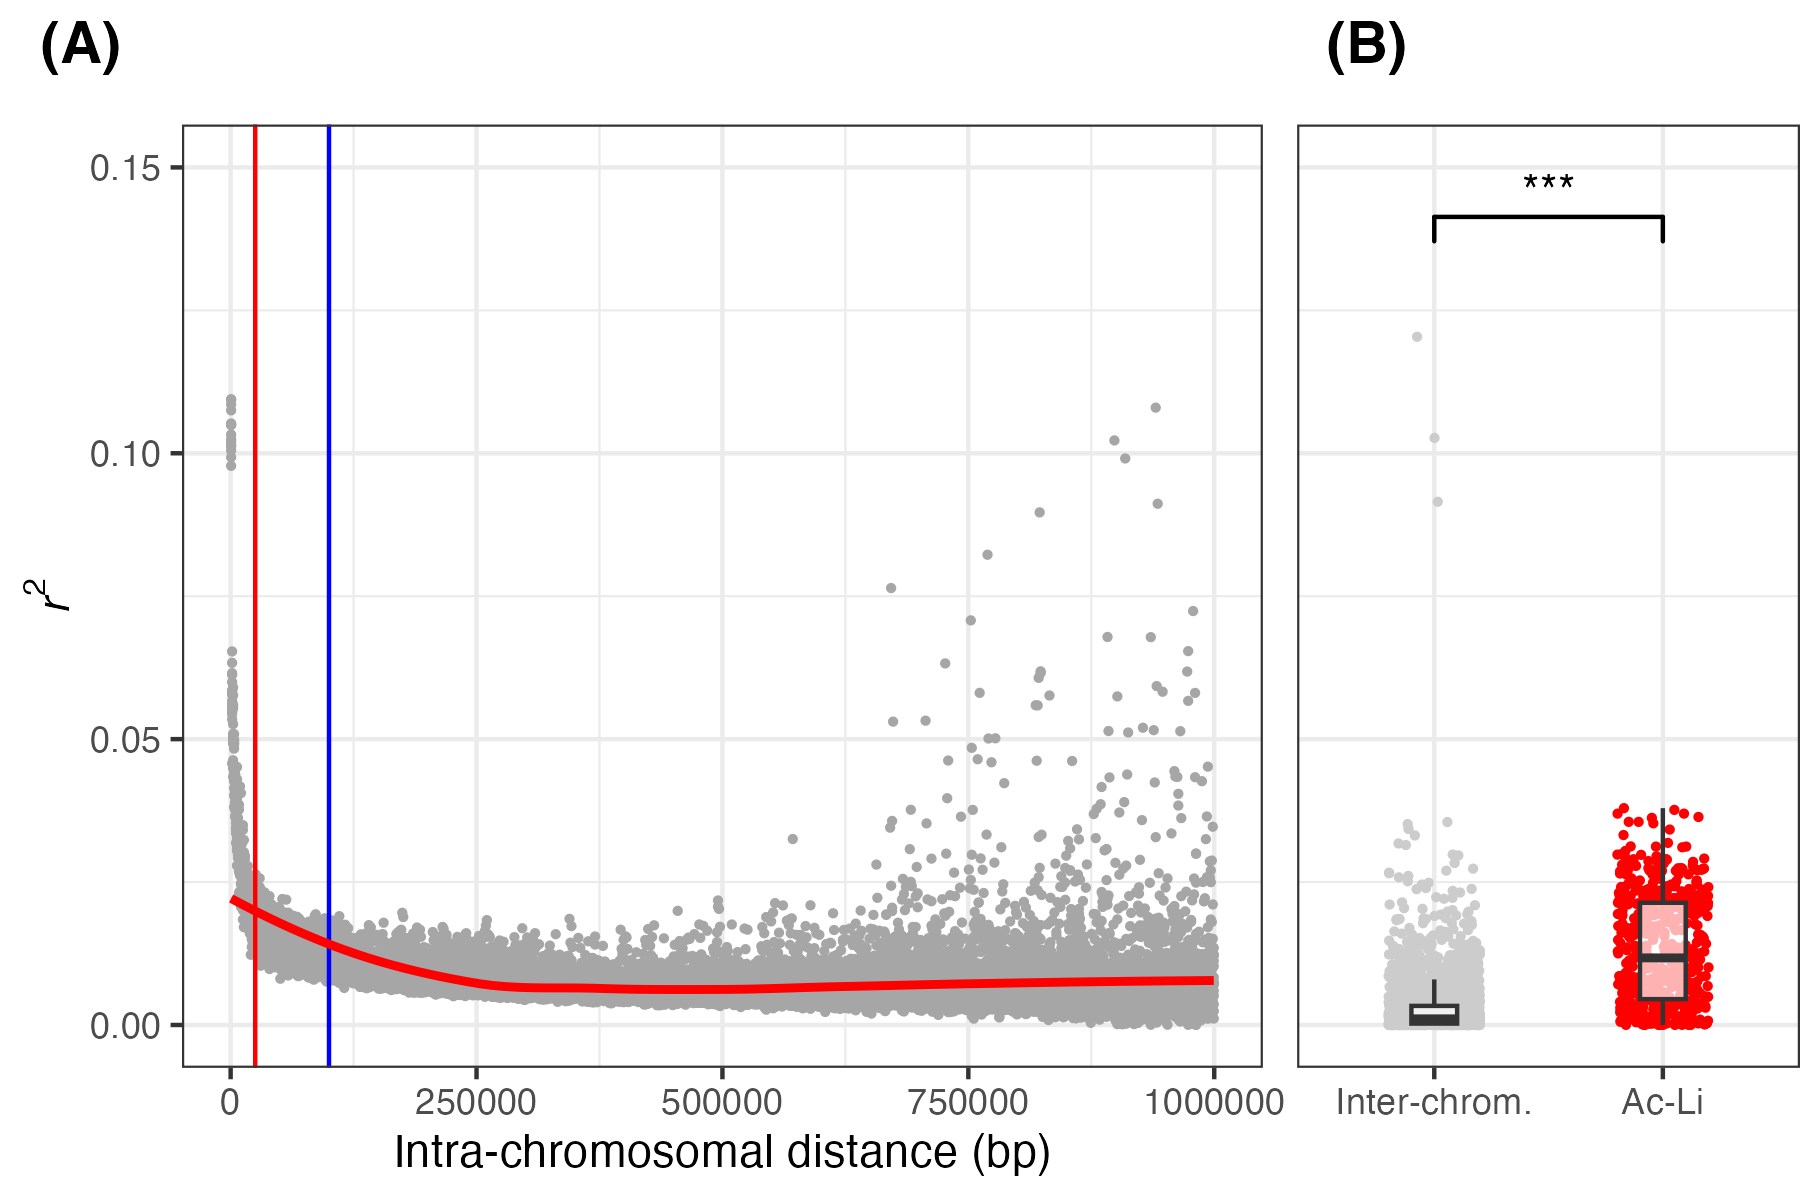 (A)
(B)
0.15
0.10
0.05
0.00
r²
0 250000 500000 750000 1000000
Intra-chromosomal distance (bp)
***
Inter-chrom. Ac-Li